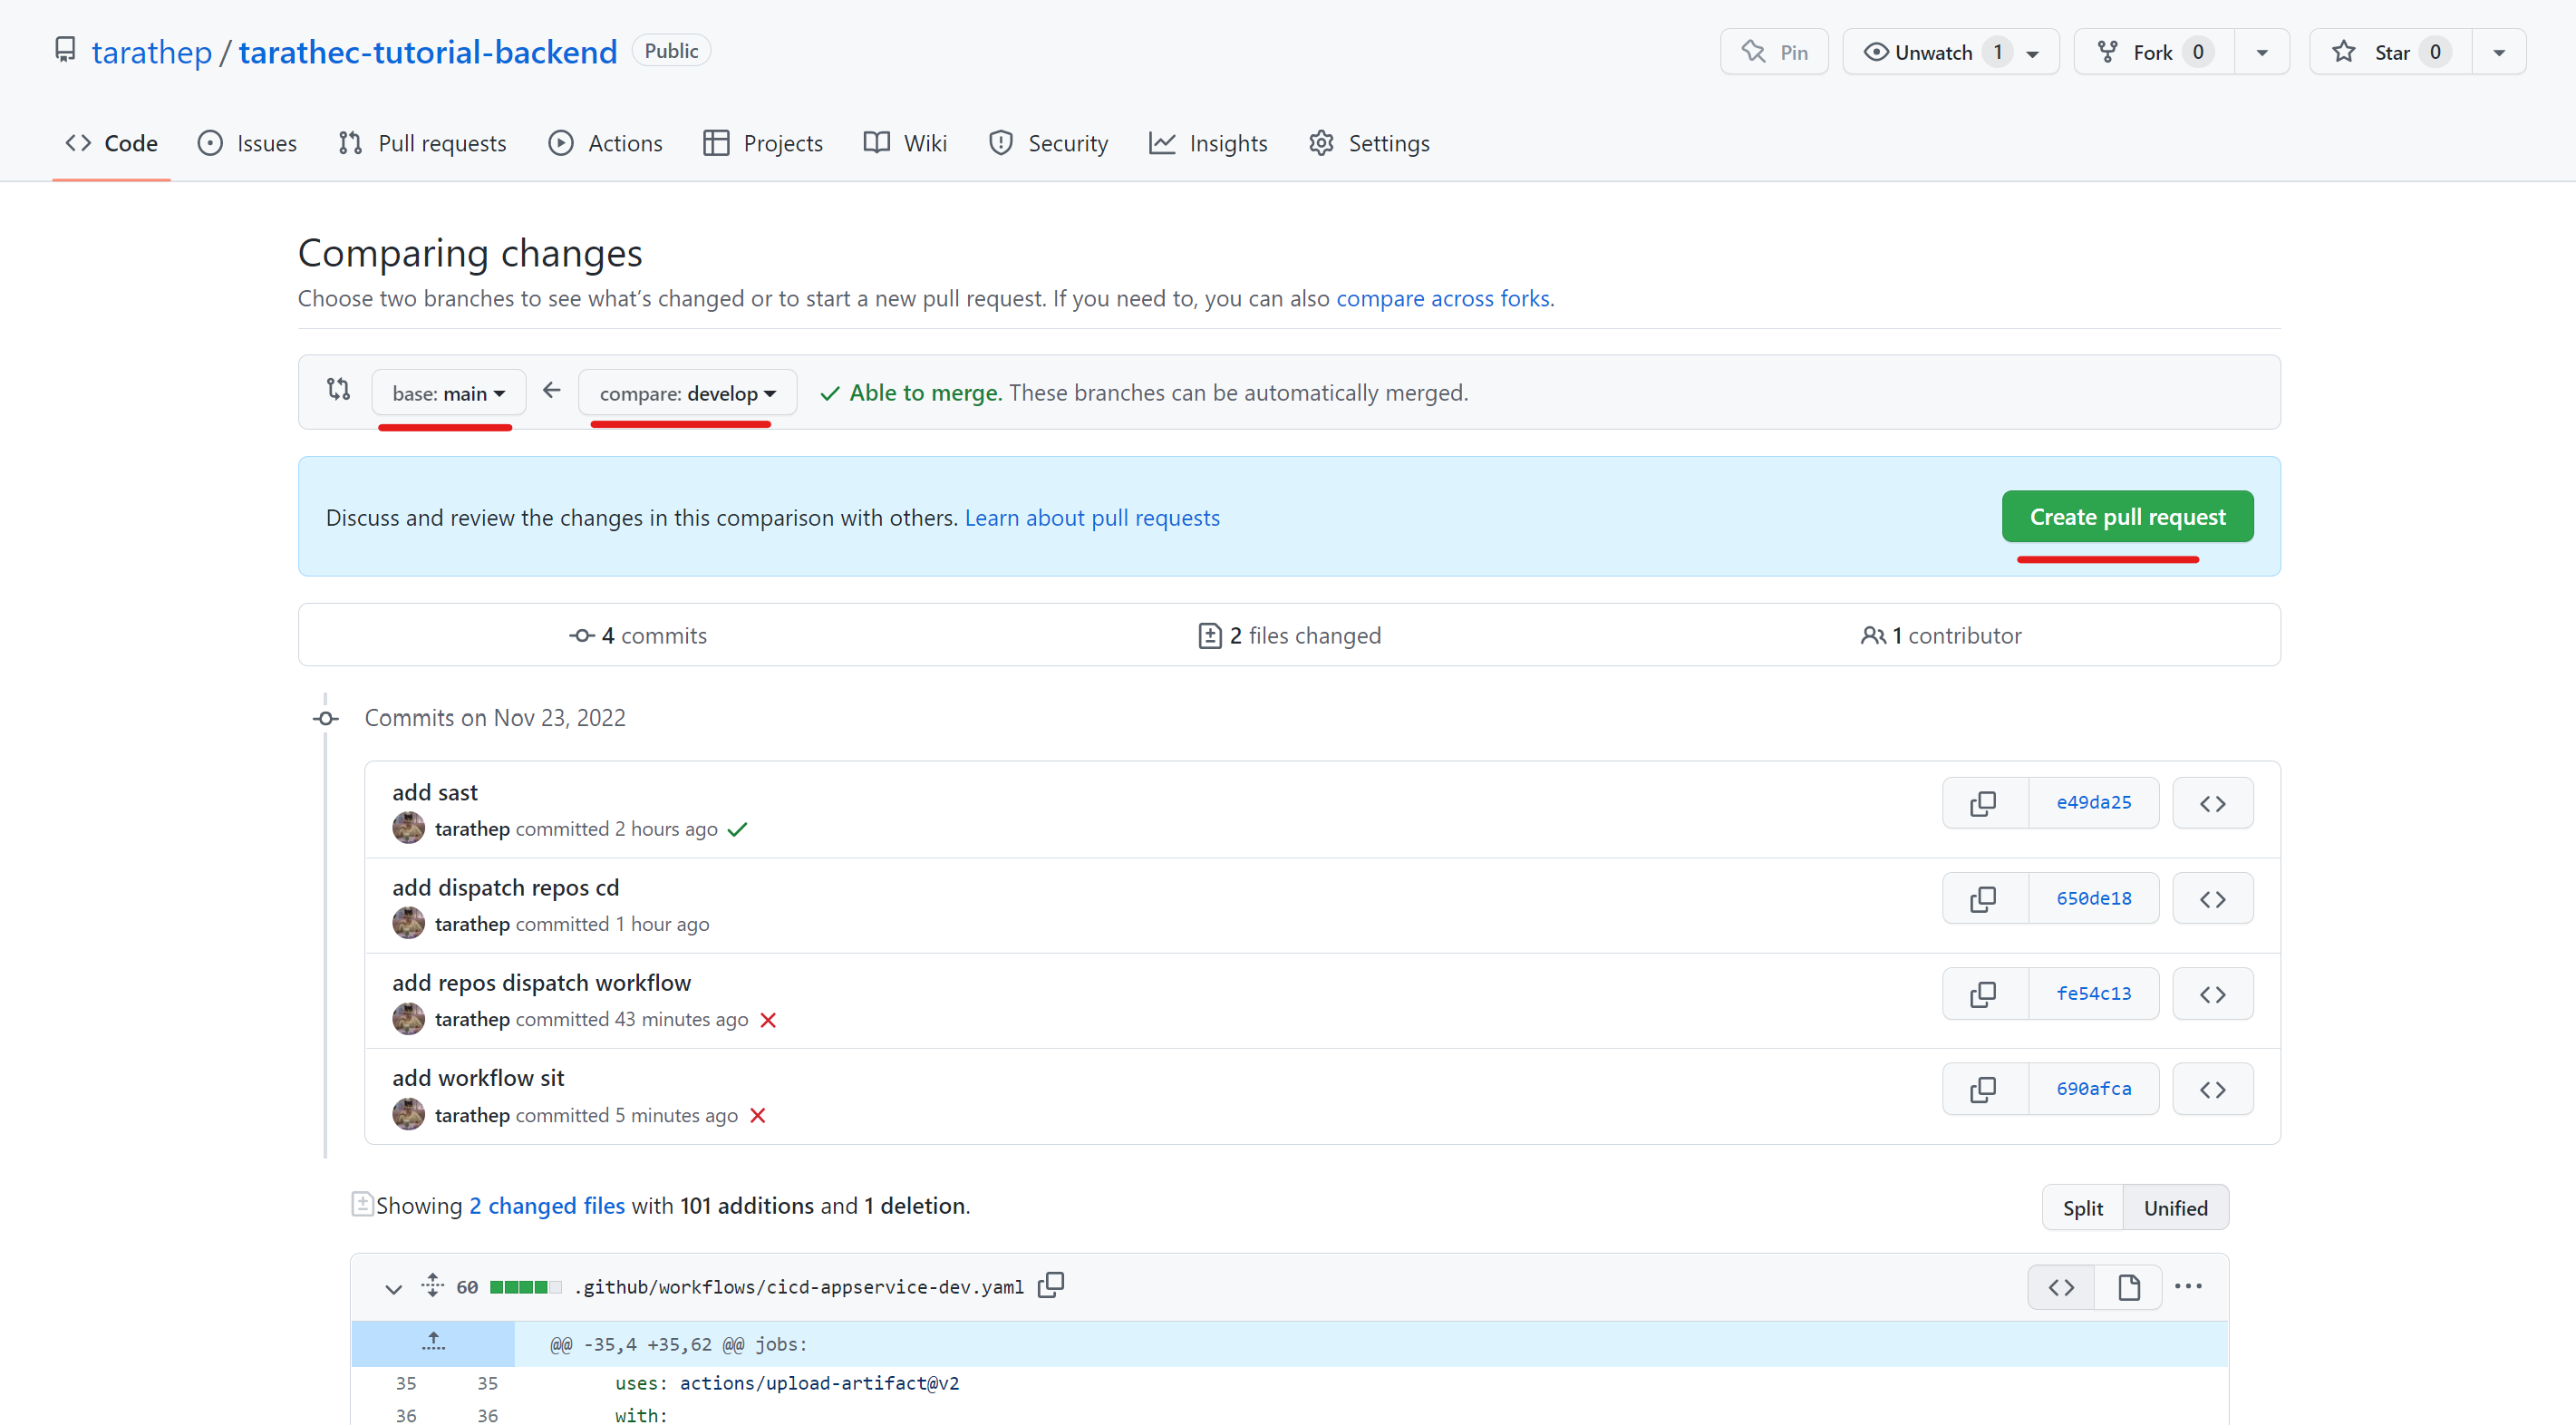 tarathep / tarathec-tutorial-backend Public
Pin Unwatch 1 Fork 0 Star 0
Code Issues Pull requests Actions Projects Wiki Security Insights Settings
Comparing changes
Choose two branches to see what’s changed or to start a new pull request. If you need to, you can also compare across forks.
base: main compare: develop Able to merge. These branches can be automatically merged.
Discuss and review the changes in this comparison with others. Learn about pull requests Create pull request
4 commits 2 files changed 1 contributor
Commits on Nov 23, 2022
add sast
tarathep committed 2 hours ago
e49da25
add dispatch repos cd
tarathep committed 1 hour ago
650de18
add repos dispatch workflow
tarathep committed 43 minutes ago
fe54c13
add workflow sit
tarathep committed 5 minutes ago
690afca
Showing 2 changed files with 101 additions and 1 deletion.
Split Unified
60 .github/workflows/cicd-appservice-dev.yaml
@@ -35,4 +35,62 @@ jobs:
35 35 uses: actions/upload-artifact@v2
36 36 with: